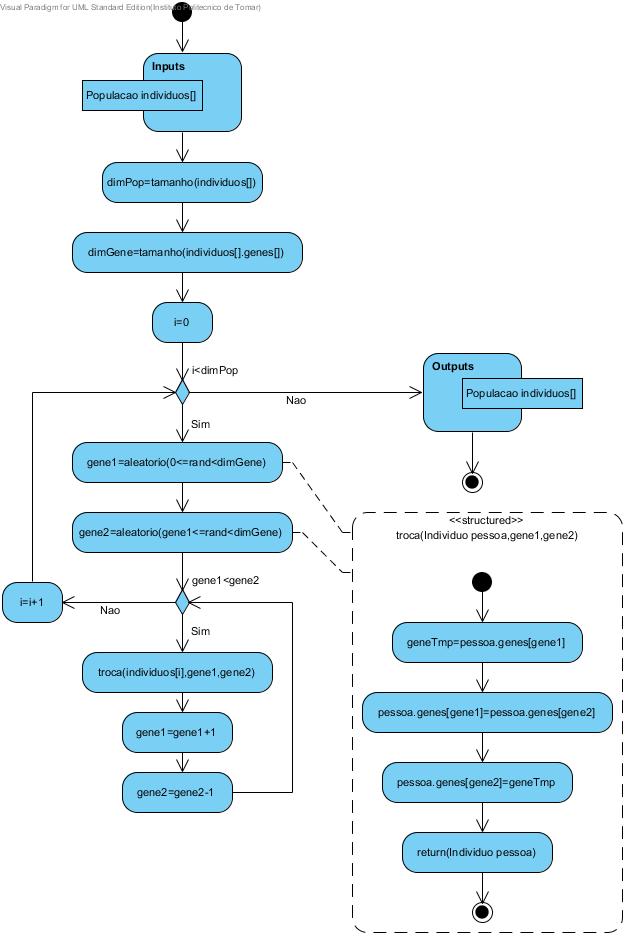 Visual Paradigm for UML Standard Edition(Instituto Politecnico de Tomar)
Inputs
Populacao individuos[]
dimPop=tamanho(individuos[])
dimGene=tamanho(individuos[].genes[])
i=0
i<dimPop
Nao
Outputs
Populacao individuos[]
Sim
gene1=aleatorio(0<=rand<dimGene)
gene2=aleatorio(gene1<=rand<dimGene)
gene1<gene2
Nao
i=i+1
Sim
troca(individuos[i],gene1,gene2)
gene1=gene1+1
gene2=gene2-1
<<structured>>
troca(Individuo pessoa,gene1,gene2)
geneTmp=pessoa.genes[gene1]
pessoa.genes[gene1]=pessoa.genes[gene2]
pessoa.genes[gene2]=geneTmp
return(Individuo pessoa)